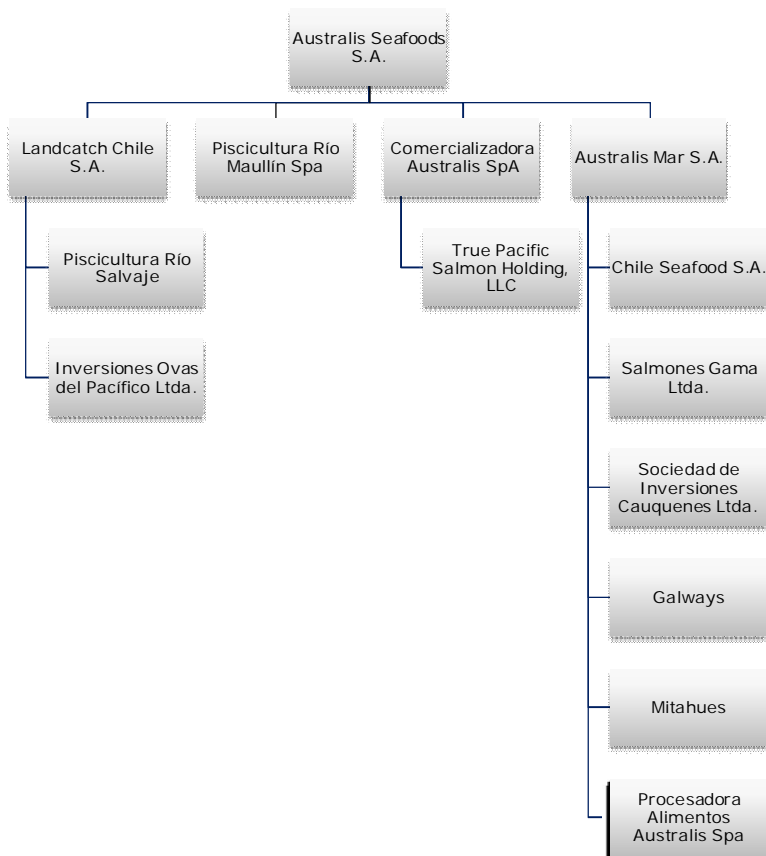 Australis Seafoods
S.A.
Landcatch Chile
S.A.
Piscicultura Río
Maullín Spa
Comercializadora
Australis SpA
Australis Mar S.A.
Piscicultura Río
Salvaje
Inversiones Ovas
del Pacífico Ltda.
True Pacific
Salmon Holding,
LLC
Chile Seafood S.A.
Salmones Gama
Ltda.
Sociedad de
Inversiones
Cauquenes Ltda.
Galways
Mitahues
Procesadora
Alimentos
Australis Spa